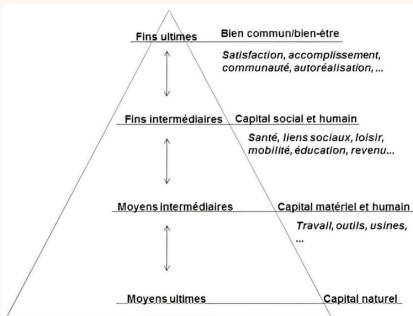 Fins ultimes Bien commun/bien-être
Satisfaction, accomplissement,
communauté, autoréalisation, ...
Fins intermédiaires Capital social et humain
Santé, liens sociaux, loisir,
mobilité, éducation, revenu...
Moyens intermédiaires Capital matériel et humain
Travail, outils, usines,
...
Moyens ultimes Capital naturel